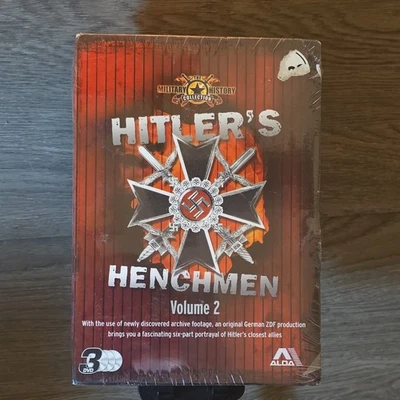 THE
MILITARY HISTORY
COLLECTION
HITLER'S
HENCHMEN
Volume 2
With the use of newly discovered archive footage, an original German ZDF production
brings you a fascinating six-part portrayal of Hitler's closest allies
3
DVD
ALDA